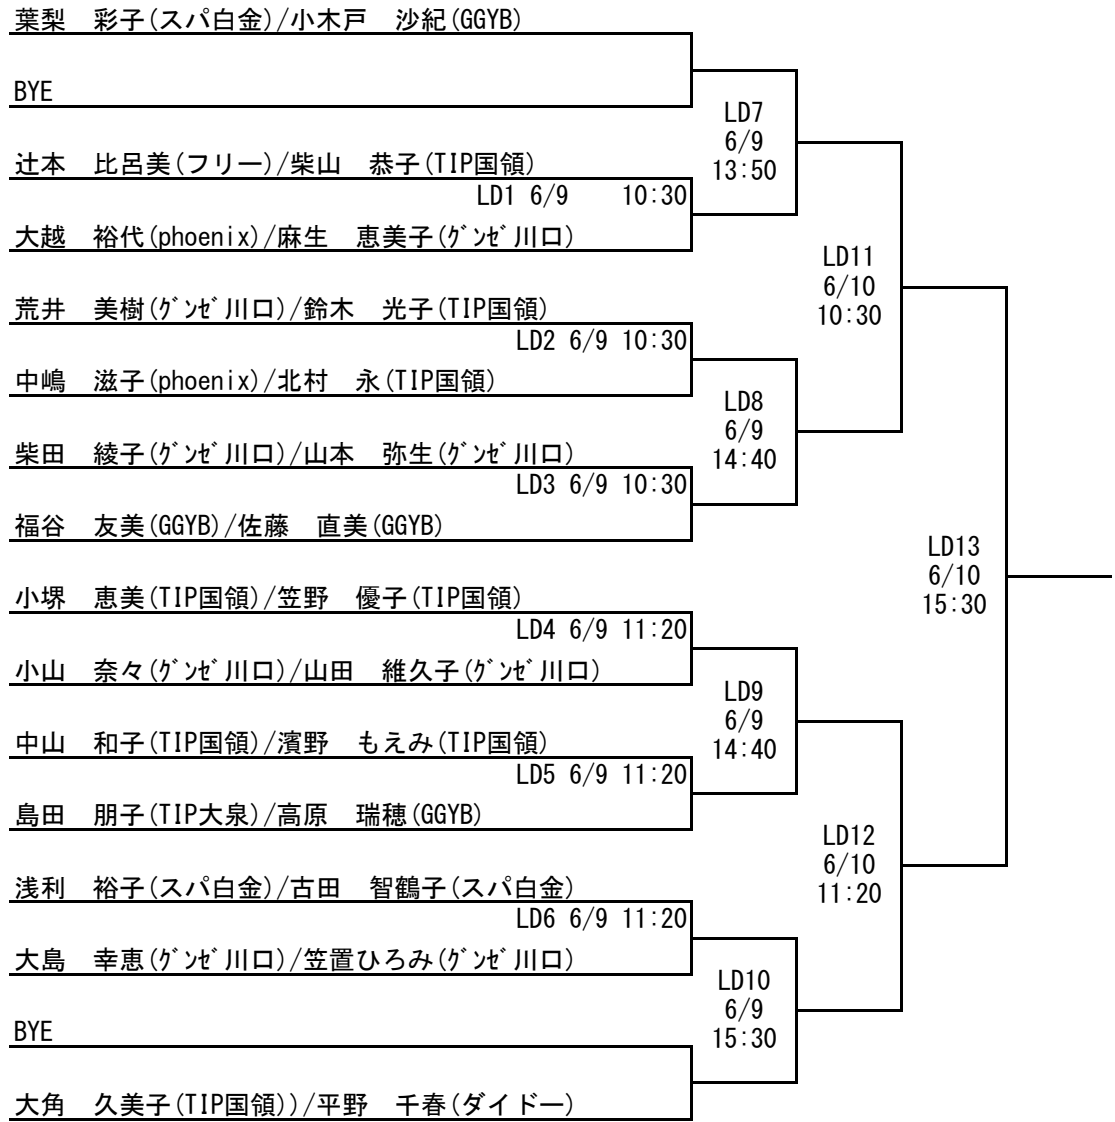 葉梨　彩子(スパ白金)/小木戸　沙紀(GGYB)
BYE
LD7
6/9
13:50
辻本　比呂美(フリー)/柴山　恭子(TIP国領)
LD1 6/9　　10:30
大越　裕代(phoenix)/麻生　恵美子(ｸﾞﾝｾﾞ川口)
LD11
6/10
10:30
荒井　美樹(ｸﾞﾝｾﾞ川口)/鈴木　光子(TIP国領)
LD2 6/9 10:30
中嶋　滋子(phoenix)/北村　永(TIP国領)
LD8
6/9
14:40
柴田　綾子(ｸﾞﾝｾﾞ川口)/山本　弥生(ｸﾞﾝｾﾞ川口)
LD3 6/9 10:30
福谷　友美(GGYB)/佐藤　直美(GGYB)
LD13
6/10
15:30
小堺　恵美(TIP国領)/笠野　優子(TIP国領)
LD4 6/9 11:20
小山　奈々(ｸﾞﾝｾﾞ川口)/山田　維久子(ｸﾞﾝｾﾞ川口)
LD9
6/9
14:40
中山　和子(TIP国領)/濱野　もえみ(TIP国領)
LD5 6/9 11:20
島田　朋子(TIP大泉)/高原　瑞穂(GGYB)
LD12
6/10
11:20
浅利　裕子(スパ白金)/古田　智鶴子(スパ白金)
LD6 6/9 11:20
大島　幸恵(ｸﾞﾝｾﾞ川口)/笠置ひろみ(ｸﾞﾝｾﾞ川口)
LD10
6/9
15:30
BYE
大角　久美子(TIP国領))/平野　千春(ダイドー)